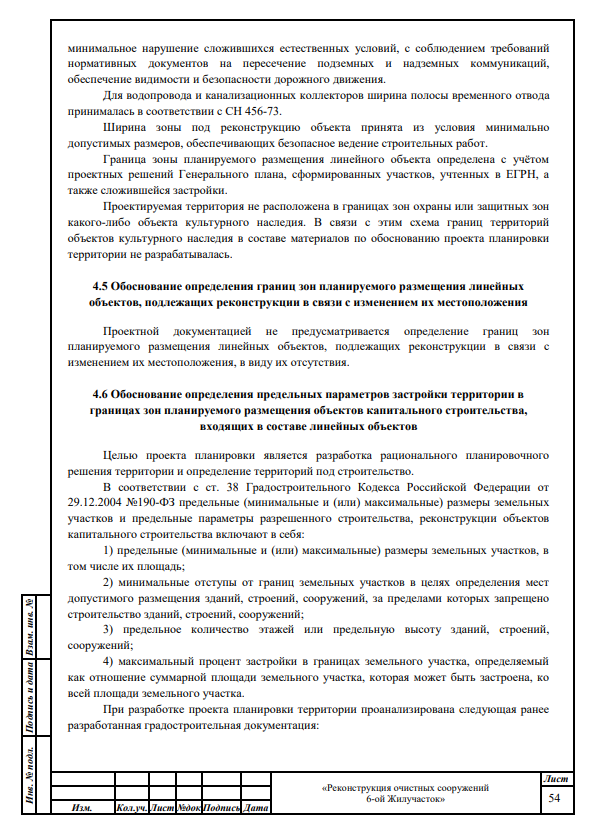 минимальное нарушение сложившихся естественных условий, с соблюдением требований
нормативных документов на пересечение подземных и надземных коммуникаций,
обеспечение видимости и безопасности дорожного движения.
Для водопровода и канализационных коллекторов ширина полосы временного отвода
принималась в соответствии с СН 456-73.
Ширина зоны под реконструкцию объекта принята из условия минимально
допустимых размеров, обеспечивающих безопасное ведение строительных работ.
Граница зоны планируемого размещения линейного объекта определена с учётом
проектных решений Генерального плана, сформированных участков, учтенных в ЕГРН, а
также сложившейся застройки.
Проектируемая территория не расположена в границах зон охраны или защитных зон
какого-либо объекта культурного наследия. В связи с этим схема границ территорий
объектов культурного наследия в составе материалов по обоснованию проекта планировки
территории не разрабатывалась.
4.5 Обоснование определения границ зон планируемого размещения линейных
объектов, подлежащих реконструкции в связи с изменением их местоположения
Проектной документацией не предусматривается определение границ зон
планируемого размещения линейных объектов, подлежащих реконструкции в связи с
изменением их местоположения, в виду их отсутствия.
4.6 Обоснование определения предельных параметров застройки территории в
границах зон планируемого размещения объектов капитального строительства,
входящих в составе линейных объектов
Целью проекта планировки является разработка рационального планировочного
решения территории и определение территорий под строительство.
В соответствии с ст. 38 Градостроительного Кодекса Российской Федерации от
29.12.2004 №190-ФЗ предельные (минимальные и (или) максимальные) размеры земельных
участков и предельные параметры разрешенного строительства, реконструкции объектов
капитального строительства включают в себя:
1) предельные (минимальные и (или) максимальные) размеры земельных участков, в
том числе их площадь;
2) минимальные отступы от границ земельных участков в целях определения мест
допустимого размещения зданий, строений, сооружений, за пределами которых запрещено
строительство зданий, строений, сооружений;
3) предельное количество этажей или предельную высоту зданий, строений,
сооружений;
4) максимальный процент застройки в границах земельного участка, определяемый
как отношение суммарной площади земельного участка, которая может быть застроена, ко
всей площади земельного участка.
При разработке проекта планировки территории проанализирована следующая ранее
разработанная градостроительная документация:
Взам. инв. №
Подпись и дата
Инв. № подл.
Изм. Кол.уч. Лист №док Подпись Дата
«Реконструкция очистных сооружений
6-ой Жилучасток»
Лист
54